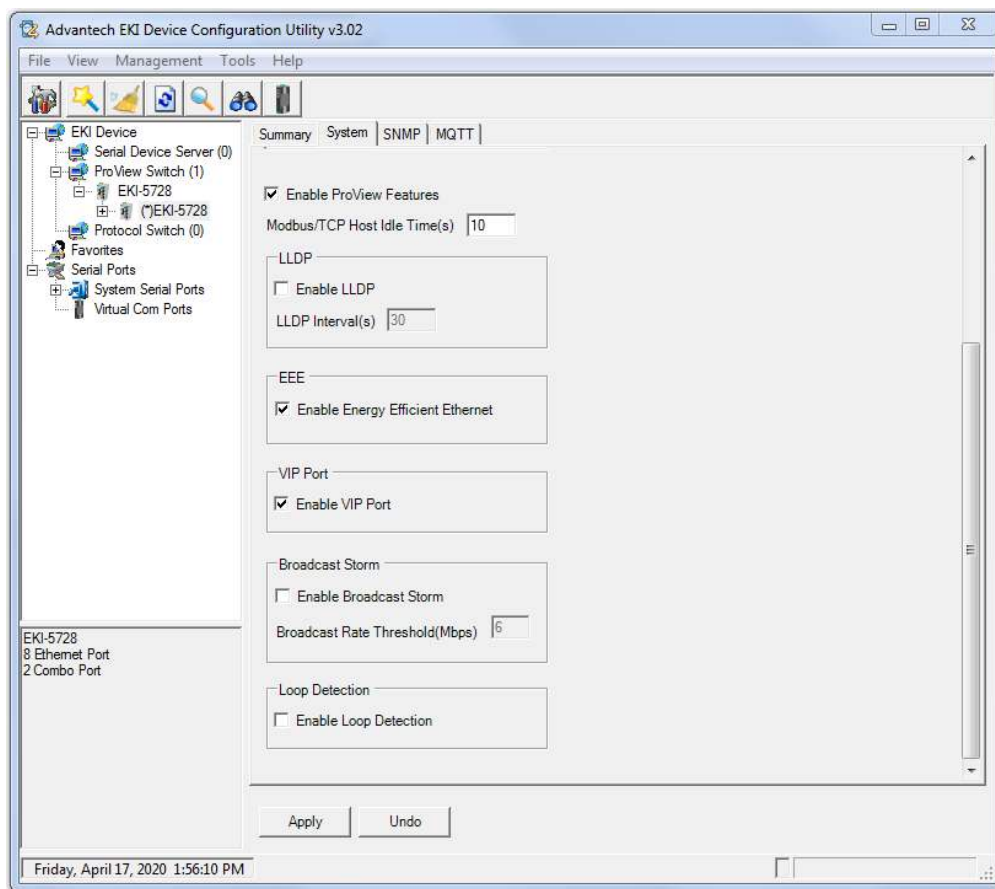 Advantech EKI Device Configuration Utility v3.02
File View Management Tools Help
EKI Device
Serial Device Server (0)
ProView Switch (1)
EKI-5728
(*)EKI-5728
Protocol Switch (0)
Favorites
Serial Ports
System Serial Ports
Virtual Com Ports
EKI-5728
8 Ethernet Port
2 Combo Port
Summary System SNMP MQTT
Enable ProView Features
Modbus/TCP Host Idle Time(s) 10
LLDP
Enable LLDP
LLDP Interval(s) 30
EEE
Enable Energy Efficient Ethernet
VIP Port
Enable VIP Port
Broadcast Storm
Enable Broadcast Storm
Broadcast Rate Threshold(Mbps) 6
Loop Detection
Enable Loop Detection
Apply Undo
Friday, April 17, 2020 1:56:10 PM